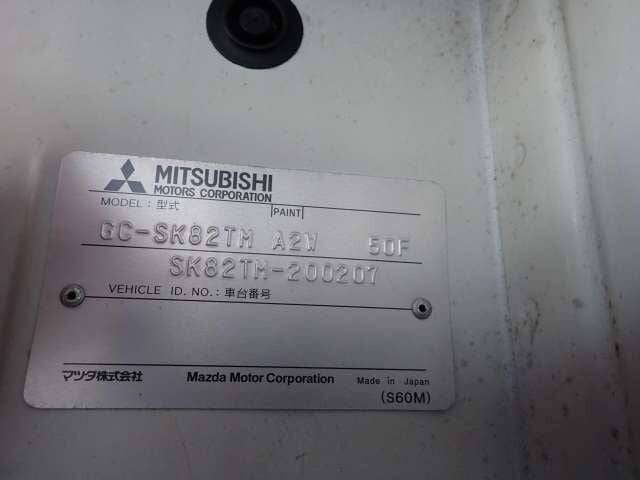 MITSUBISHI
MOTORS CORPORATION
MODEL : 型式 PAINT
GC-SK82TM A2W 50F
SK82TM-200207
VEHICLE ID. NO. : 車台番号
マツダ株式会社 Mazda Motor Corporation Made in Japan
(S60M)